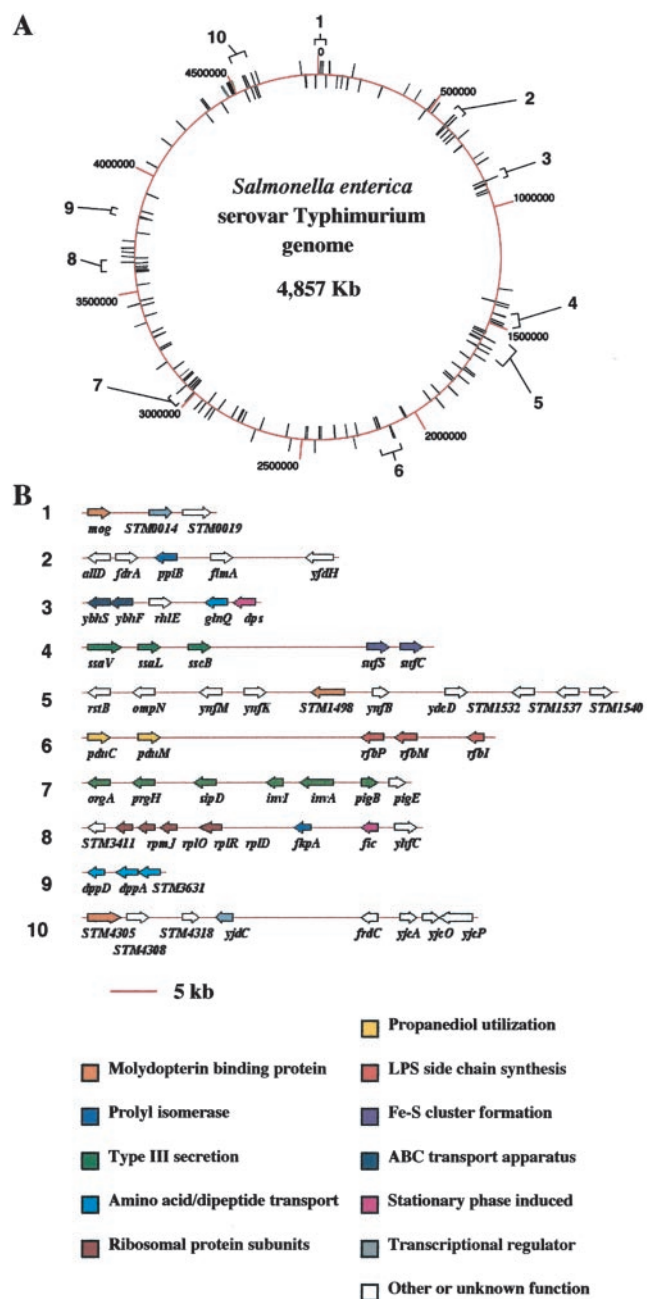 A
1
0
10
4500000
500000
2
3
4000000
1000000
Salmonella enterica
serovar Typhimurium
genome
4,857 Kb
9
8
3500000
4
1500000
5
7
3000000
2000000
2500000
6
B
1
mog STM0014 STM0019
2
allD fdrA ppiB fimA yfdH
3
ybhS ybhF rhlE glnQ dps
4
ssaV ssaL sscB sufS sufC
5
rstB ompN ynfM ynfK STM1498 ynfB ydcD STM1532 STM1537 STM1540
6
pduC pduM rfbP rfbM rfbI
7
orgA prgH sipD invI invA pigB pigE
8
STM3411 rpmJ rplO rplR rplD fkpA fic yhfC
9
dppD dppA STM3631
10
STM4305 STM4308 STM4318 yjdC frdC yjeA yjeO yjeP
5 kb
Propanediol utilization
Molydopterin binding protein
LPS side chain synthesis
Prolyl isomerase
Fe-S cluster formation
Type III secretion
ABC transport apparatus
Amino acid/dipeptide transport
Stationary phase induced
Ribosomal protein subunits
Transcriptional regulator
Other or unknown function